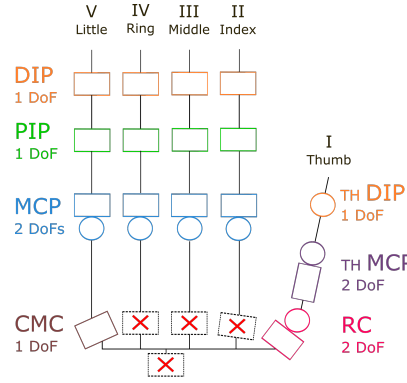 V IV III II
Little Ring Middle Index
DIP
1 DoF
PIP
1 DoF
I
Thumb
MCP
2 DoFs
TH DIP
1 DoF
TH MCP
2 DoF
CMC
1 DoF
RC
2 DoF